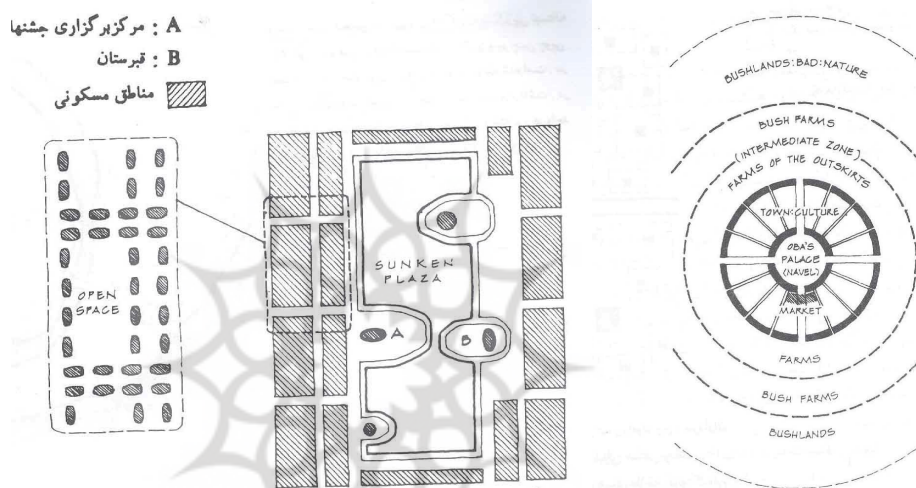 A : مرکز برگزاری جشنها
B : قبرستان
مناطق مسکونی
OPEN
SPACE
SUNKEN
PLAZA
A
B
BUSHLANDS:BAD:NATURE
BUSH FARMS
(INTERMEDIATE ZONE)
FARMS OF THE OUTSKIRTS
TOWN:CULTURE
OBA'S
PALACE
(NAVEL)
MARKET
FARMS
BUSH FARMS
BUSHLANDS